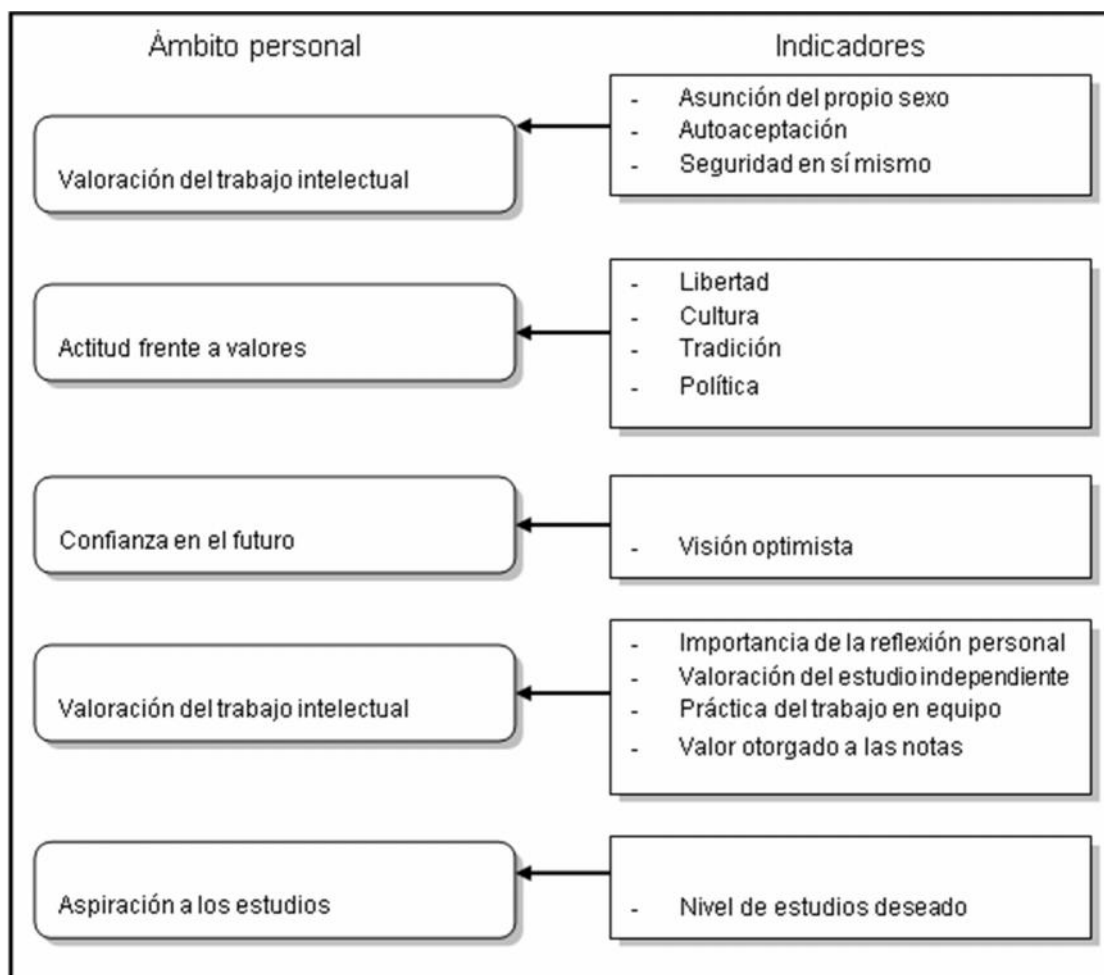 Ámbito personal
Indicadores
Valoración del trabajo intelectual
- Asunción del propio sexo
- Autoaceptación
- Seguridad en sí mismo
Actitud frente a valores
- Libertad
- Cultura
- Tradición
- Política
Confianza en el futuro
- Visión optimista
Valoración del trabajo intelectual
- Importancia de la reflexión personal
- Valoración del estudio independiente
- Práctica del trabajo en equipo
- Valor otorgado a las notas
Aspiración a los estudios
- Nivel de estudios deseado